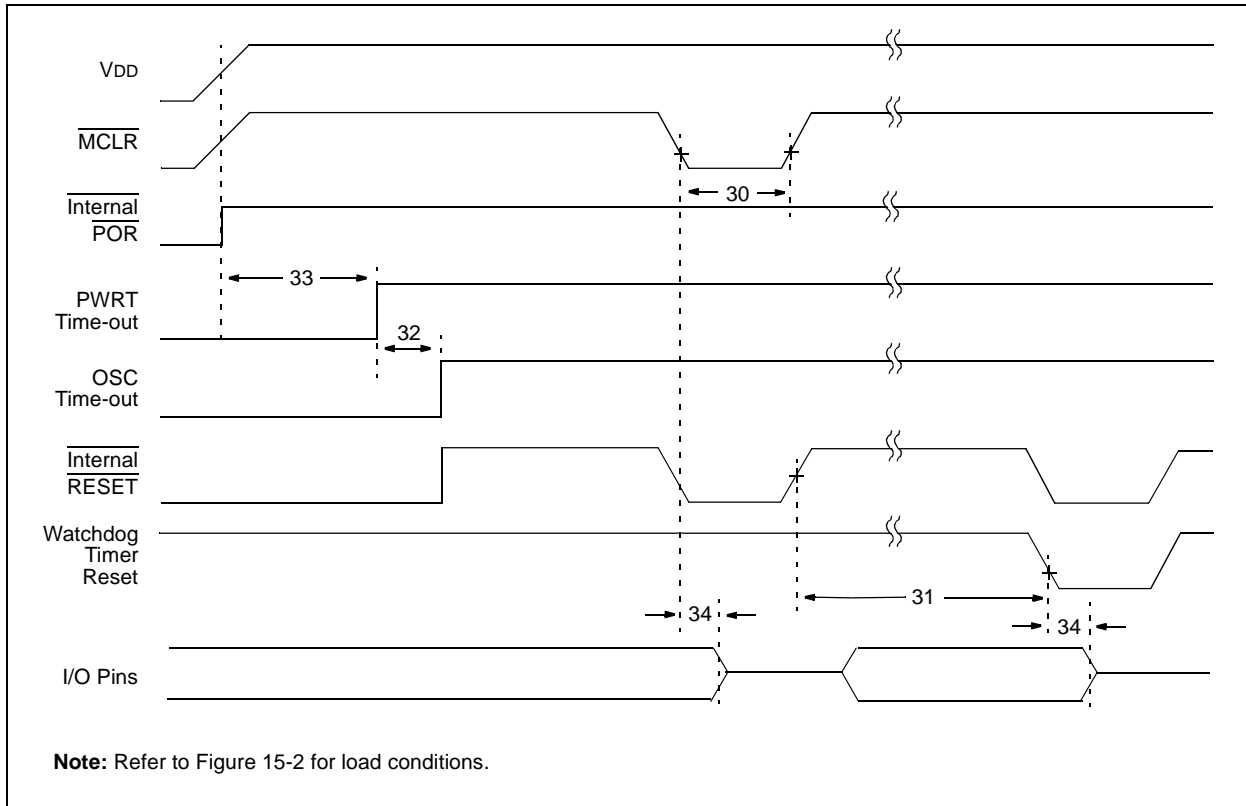 VDD
MCLR
30
Internal
POR
33
PWRT
Time-out
32
OSC
Time-out
Internal
RESET
Watchdog
Timer
Reset
31
34
34
I/O Pins
Note: Refer to Figure 15-2 for load conditions.